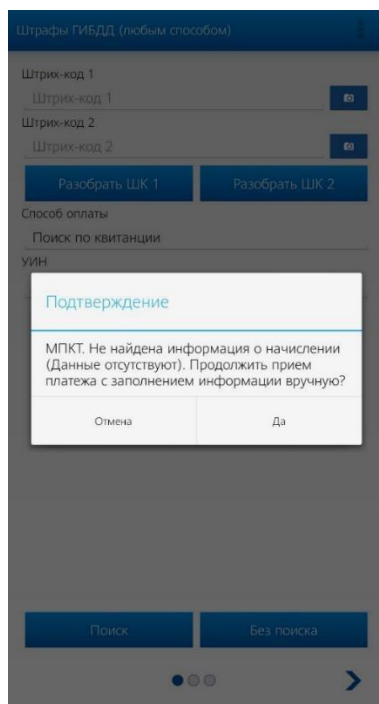 Штрафы ГИБДД (любым способом)
Штрих-код 1
Штрих-код 1
Штрих-код 2
Штрих-код 2
Разобрать ШК 1 Разобрать ШК 2
Способ оплаты
Поиск по квитанции
УИН
Подтверждение
МПКТ. Не найдена информация о начислении
(Данные отсутствуют). Продолжить прием
платежа с заполнением информации вручную?
Отмена Да
Поиск Без поиска